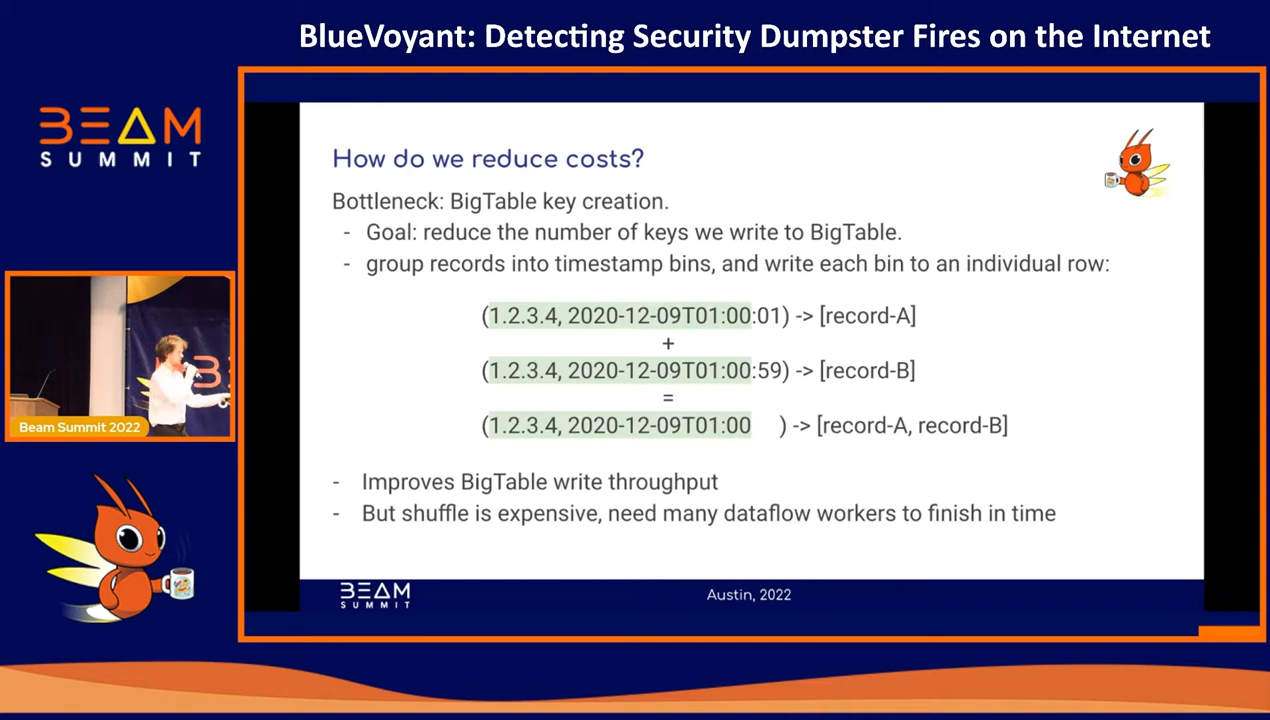 BlueVoyant: Detecting Security Dumpster Fires on the Internet
BEAM
SUMMIT
How do we reduce costs?
Bottleneck: BigTable key creation.
- Goal: reduce the number of keys we write to BigTable.
- group records into timestamp bins, and write each bin to an individual row:
(1.2.3.4, 2020-12-09T01:00:01) -> [record-A]
+
(1.2.3.4, 2020-12-09T01:00:59) -> [record-B]
=
(1.2.3.4, 2020-12-09T01:00 ) -> [record-A, record-B]
- Improves BigTable write throughput
- But shuffle is expensive, need many dataflow workers to finish in time
BEAM
SUMMIT
Austin, 2022
Beam Summit 2022